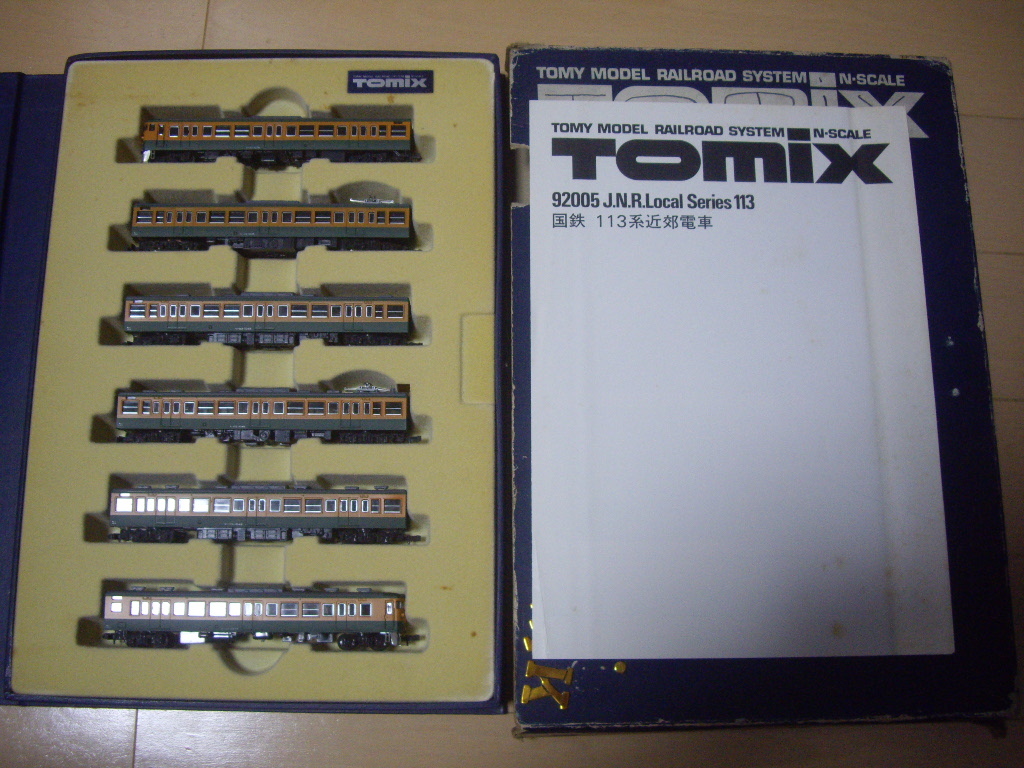 TOMIX
TOMY MODEL RAILROAD SYSTEM N·SCALE
TOMIX
TOMY MODEL RAILROAD SYSTEM N·SCALE
TOMIX
92005 J.N.R.Local Series 113
国鉄 113系近郊電車
K